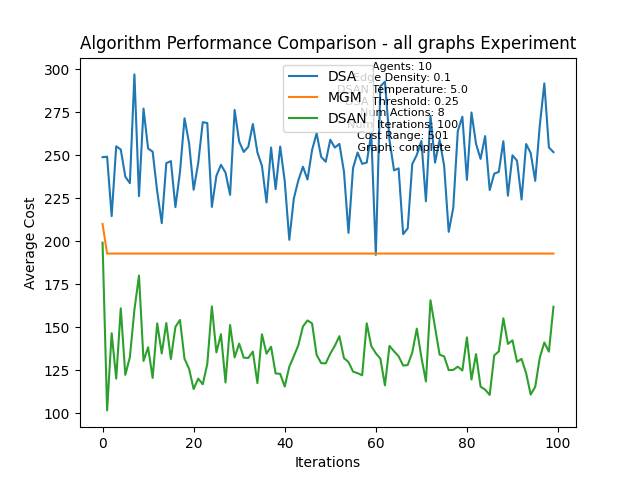 Algorithm Performance Comparison - all graphs Experiment
DSA
MGM
DSAN
Agents: 10
Edge Density: 0.1
DSAN Temperature: 5.0
DSA Threshold: 0.25
Num Actions: 8
Num Iterations: 100
Cost Range: 501
Graph: complete
Average Cost
300
275
250
225
200
175
150
125
100
0
20
40
60
80
100
Iterations